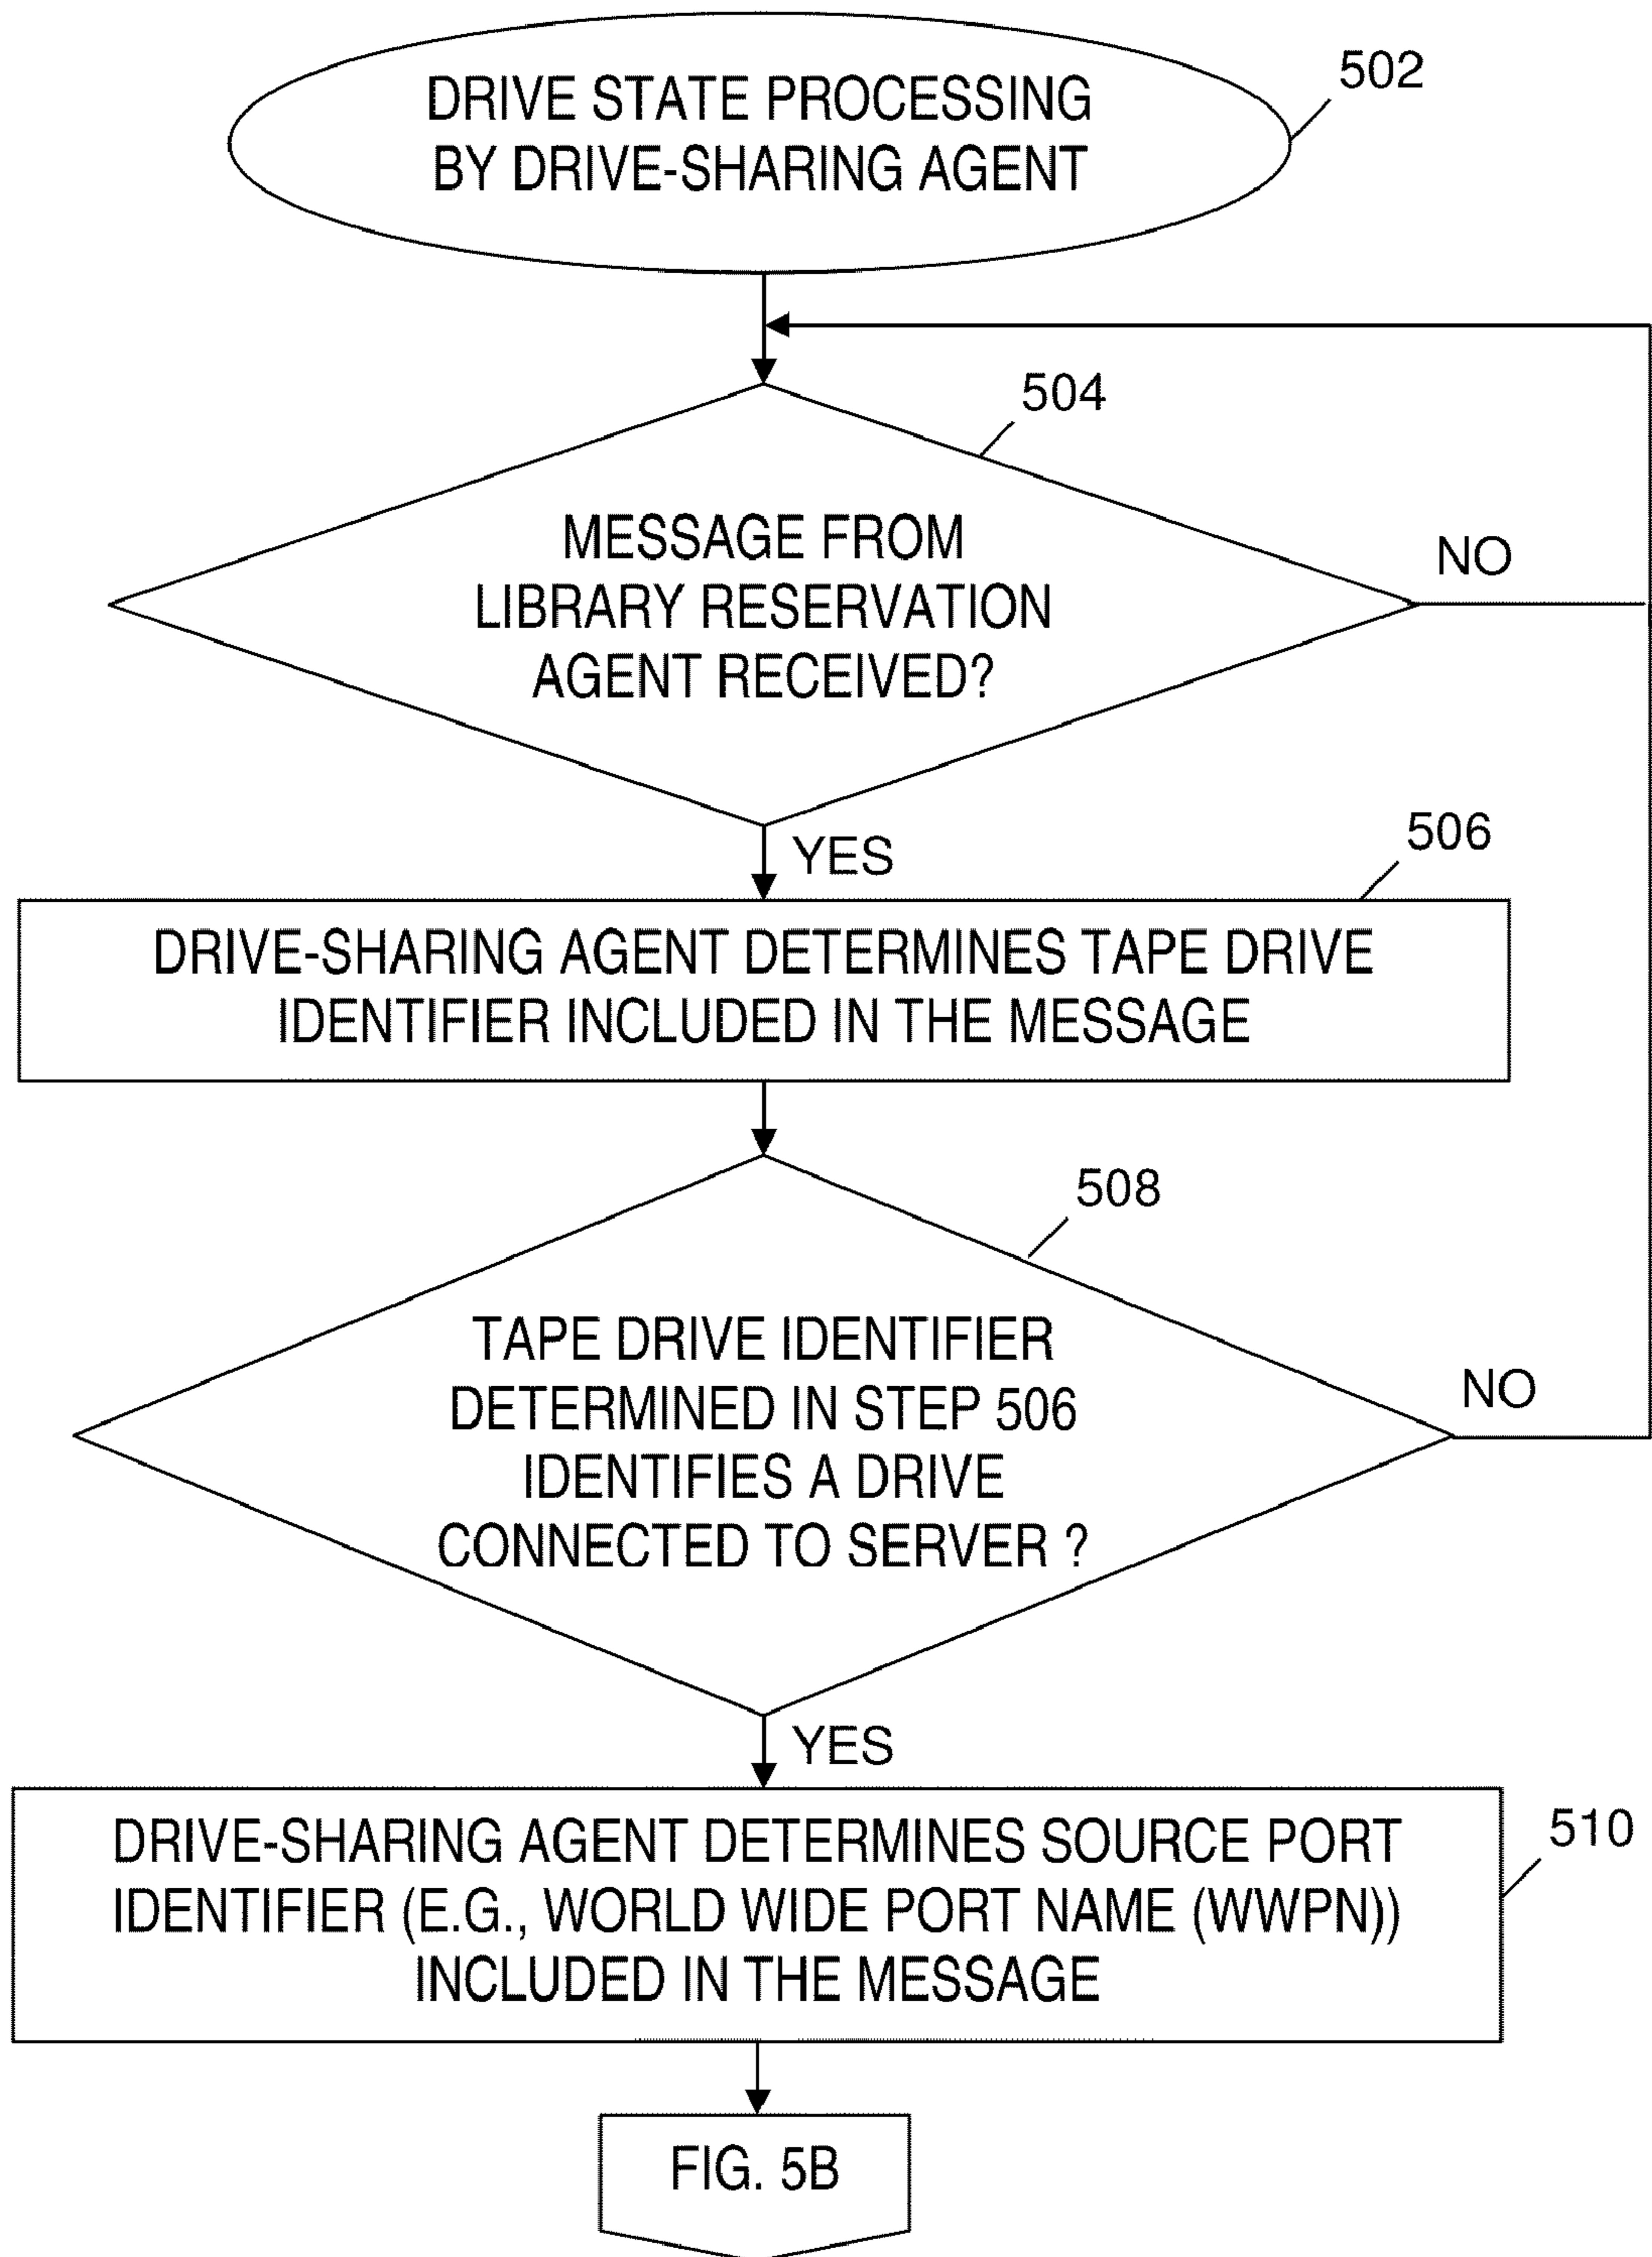 DRIVE STATE PROCESSING
BY DRIVE-SHARING AGENT
502
504
MESSAGE FROM
LIBRARY RESERVATION
AGENT RECEIVED?
NO
YES
506
DRIVE-SHARING AGENT DETERMINES TAPE DRIVE
IDENTIFIER INCLUDED IN THE MESSAGE
508
TAPE DRIVE IDENTIFIER
DETERMINED IN STEP 506
IDENTIFIES A DRIVE
CONNECTED TO SERVER ?
NO
YES
510
DRIVE-SHARING AGENT DETERMINES SOURCE PORT
IDENTIFIER (E.G., WORLD WIDE PORT NAME (WWPN))
INCLUDED IN THE MESSAGE
FIG. 5B